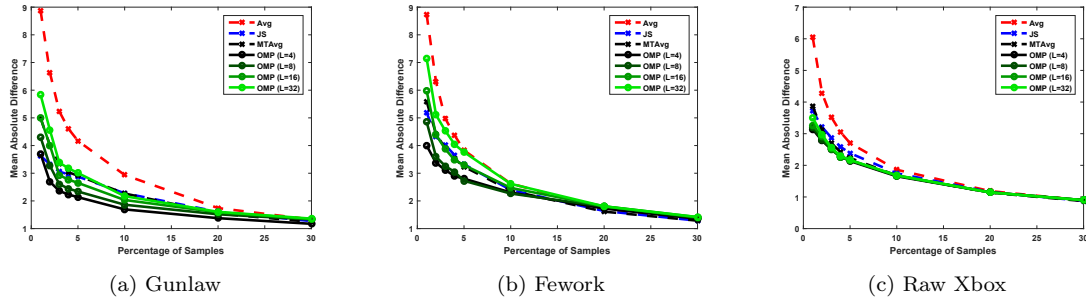 9
8
7
6
5
4
3
2
1
0 5 10 15 20 25 30
Mean Absolute Difference
Percentage of Samples
Avg
JS
MTAvg
OMP (L=4)
OMP (L=8)
OMP (L=16)
OMP (L=32)
(a) Gunlaw
9
8
7
6
5
4
3
2
1
0 5 10 15 20 25 30
Mean Absolute Difference
Percentage of Samples
Avg
JS
MTAvg
OMP (L=4)
OMP (L=8)
OMP (L=16)
OMP (L=32)
(b) Fework
7
6
5
4
3
2
1
0
0 5 10 15 20 25 30
Mean Absolute Difference
Percentage of Samples
Avg
JS
MTAvg
OMP (L=4)
OMP (L=8)
OMP (L=16)
OMP (L=32)
(c) Raw Xbox